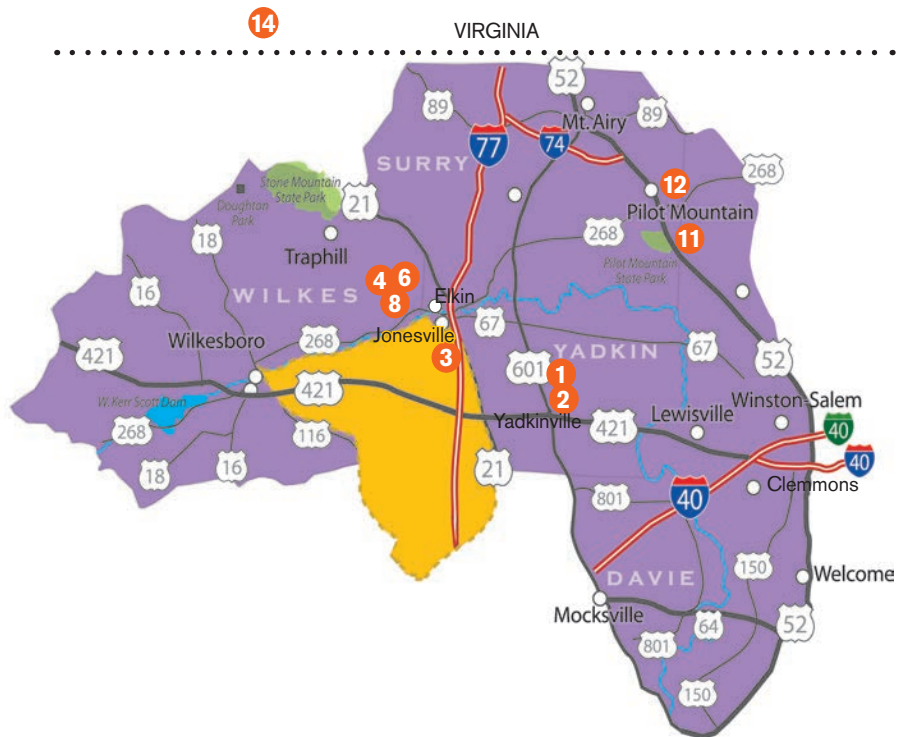 14
VIRGINIA
52
89
Mt. Airy
89
77
74
SURRY
268
12
Stone Mountain
State Park
21
Doughton
Park
Pilot Mountain
18
268
11
Traphill
Pilot Mountain
State Park
4
6
16
WILKES
8
Elkin
67
268
Jonesville
Wilkesboro
67
421
3
YADKIN
52
601
1
421
2
Winston-Salem
W. Kerr Scott Dam
Lewisville
Yadkinville
421
40
268
116
40
18
16
21
Clemmons
801
40
150
DAVIE
Welcome
Mocksville
64
52
801
150